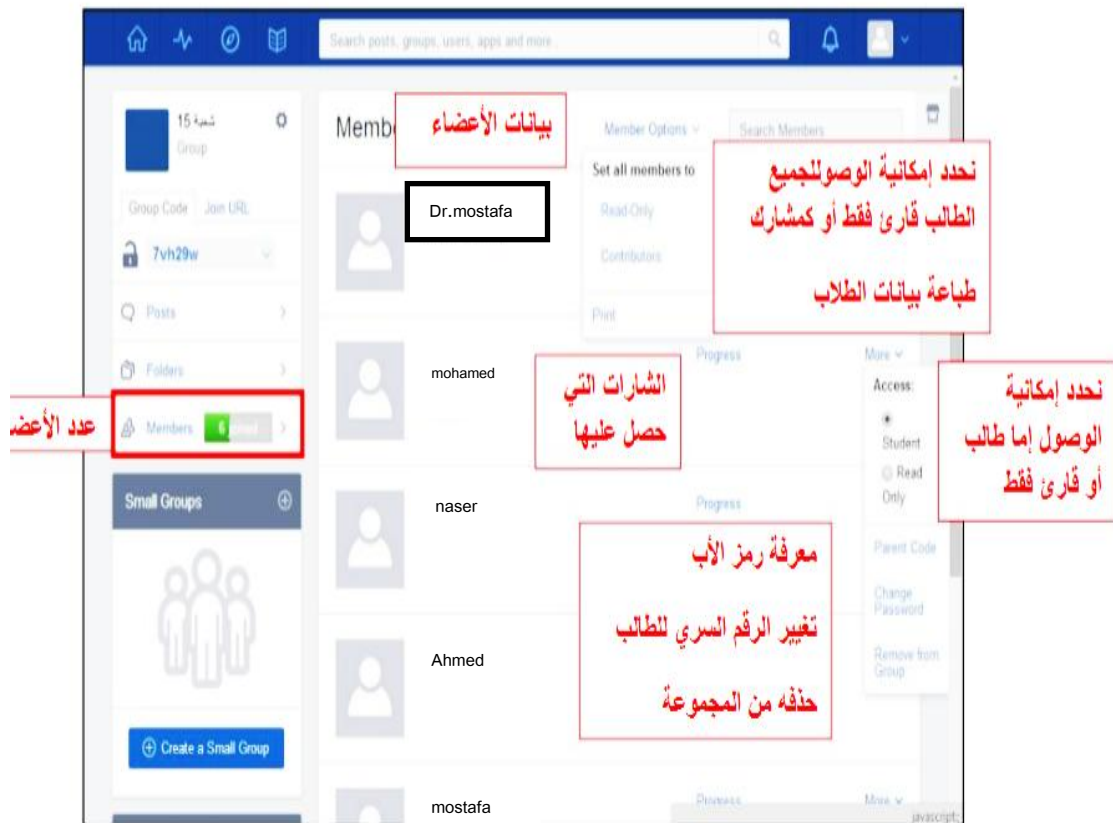 Search posts, groups, users, apps and more
شعبة 15
Group
Group Code
Join URL
7vh29w
Posts
Folders
Members 6
عدد الأعض
Small Groups
Create a Small Group
Memb
بيانات الأعضاء
Member Options
Search Members
Set all members to
Read-Only
Contributors
Print
نحدد إمكانية الوصوللجميع
الطالب قارئ فقط أو كمشارك
طباعة بيانات الطلاب
Dr.mostafa
mohamed
Progress
More
الشارات التي
حصل عليها
Access:
Student
Read
Only
نحدد إمكانية
الوصول إما طالب
أو قارئ فقط
naser
Progress
Parent Code
Change
Password
Remove from
Group
معرفة رمز الأب
تغيير الرقم السري للطالب
حذفه من المجموعة
Ahmed
mostafa
Progress
More
javascript: